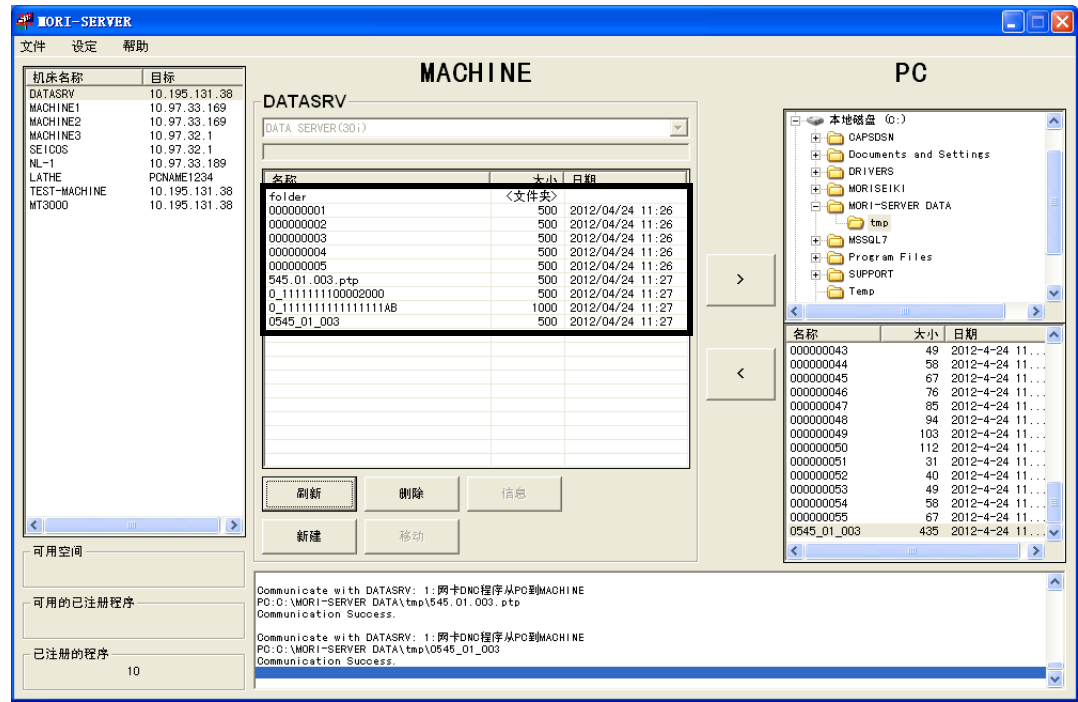 MORI-SERVER
文件 设定 帮助
机床名称 目标
DATASRV 10.195.131.38
MACHINE1 10.97.33.169
MACHINE2 10.97.33.169
MACHINE3 10.97.32.1
SEICOS 10.97.32.1
NL-1 10.97.33.189
LATHE PCNAME1234
TEST-MACHINE 10.195.131.38
MT3000 10.195.131.38
可用空间
可用的已注册程序
已注册的程序
10
MACHINE
DATASRV
DATA SERVER(30i)
名称 大小 日期
folder <文件夹>
000000001 500 2012/04/24 11:26
000000002 500 2012/04/24 11:26
000000003 500 2012/04/24 11:26
000000004 500 2012/04/24 11:26
000000005 500 2012/04/24 11:26
545.01.003.ptp 500 2012/04/24 11:27
0_1111111100002000 500 2012/04/24 11:27
0_1111111111111111AB 1000 2012/04/24 11:27
0545_01_003 500 2012/04/24 11:27
刷新 删除 信息
新建 移动
>
<
PC
本地磁盘 (C:)
CAPSDSN
Documents and Settings
DRIVERS
MORISEIKI
MORI-SERVER DATA
tmp
MSSQL7
Program Files
SUPPORT
Temp
名称 大小 日期
000000043 49 2012-4-24 11...
000000044 58 2012-4-24 11...
000000045 67 2012-4-24 11...
000000046 76 2012-4-24 11...
000000047 85 2012-4-24 11...
000000048 94 2012-4-24 11...
000000049 103 2012-4-24 11...
000000050 112 2012-4-24 11...
000000051 31 2012-4-24 11...
000000052 40 2012-4-24 11...
000000053 49 2012-4-24 11...
000000054 58 2012-4-24 11...
000000055 67 2012-4-24 11...
0545_01_003 435 2012-4-24 11...
Communicate with DATASRV: 1:网卡DNC程序从PC到MACHINE
PC:C:\MORI-SERVER DATA\tmp\545.01.003.ptp
Communication Success.
Communicate with DATASRV: 1:网卡DNC程序从PC到MACHINE
PC:C:\MORI-SERVER DATA\tmp\0545_01_003
Communication Success.